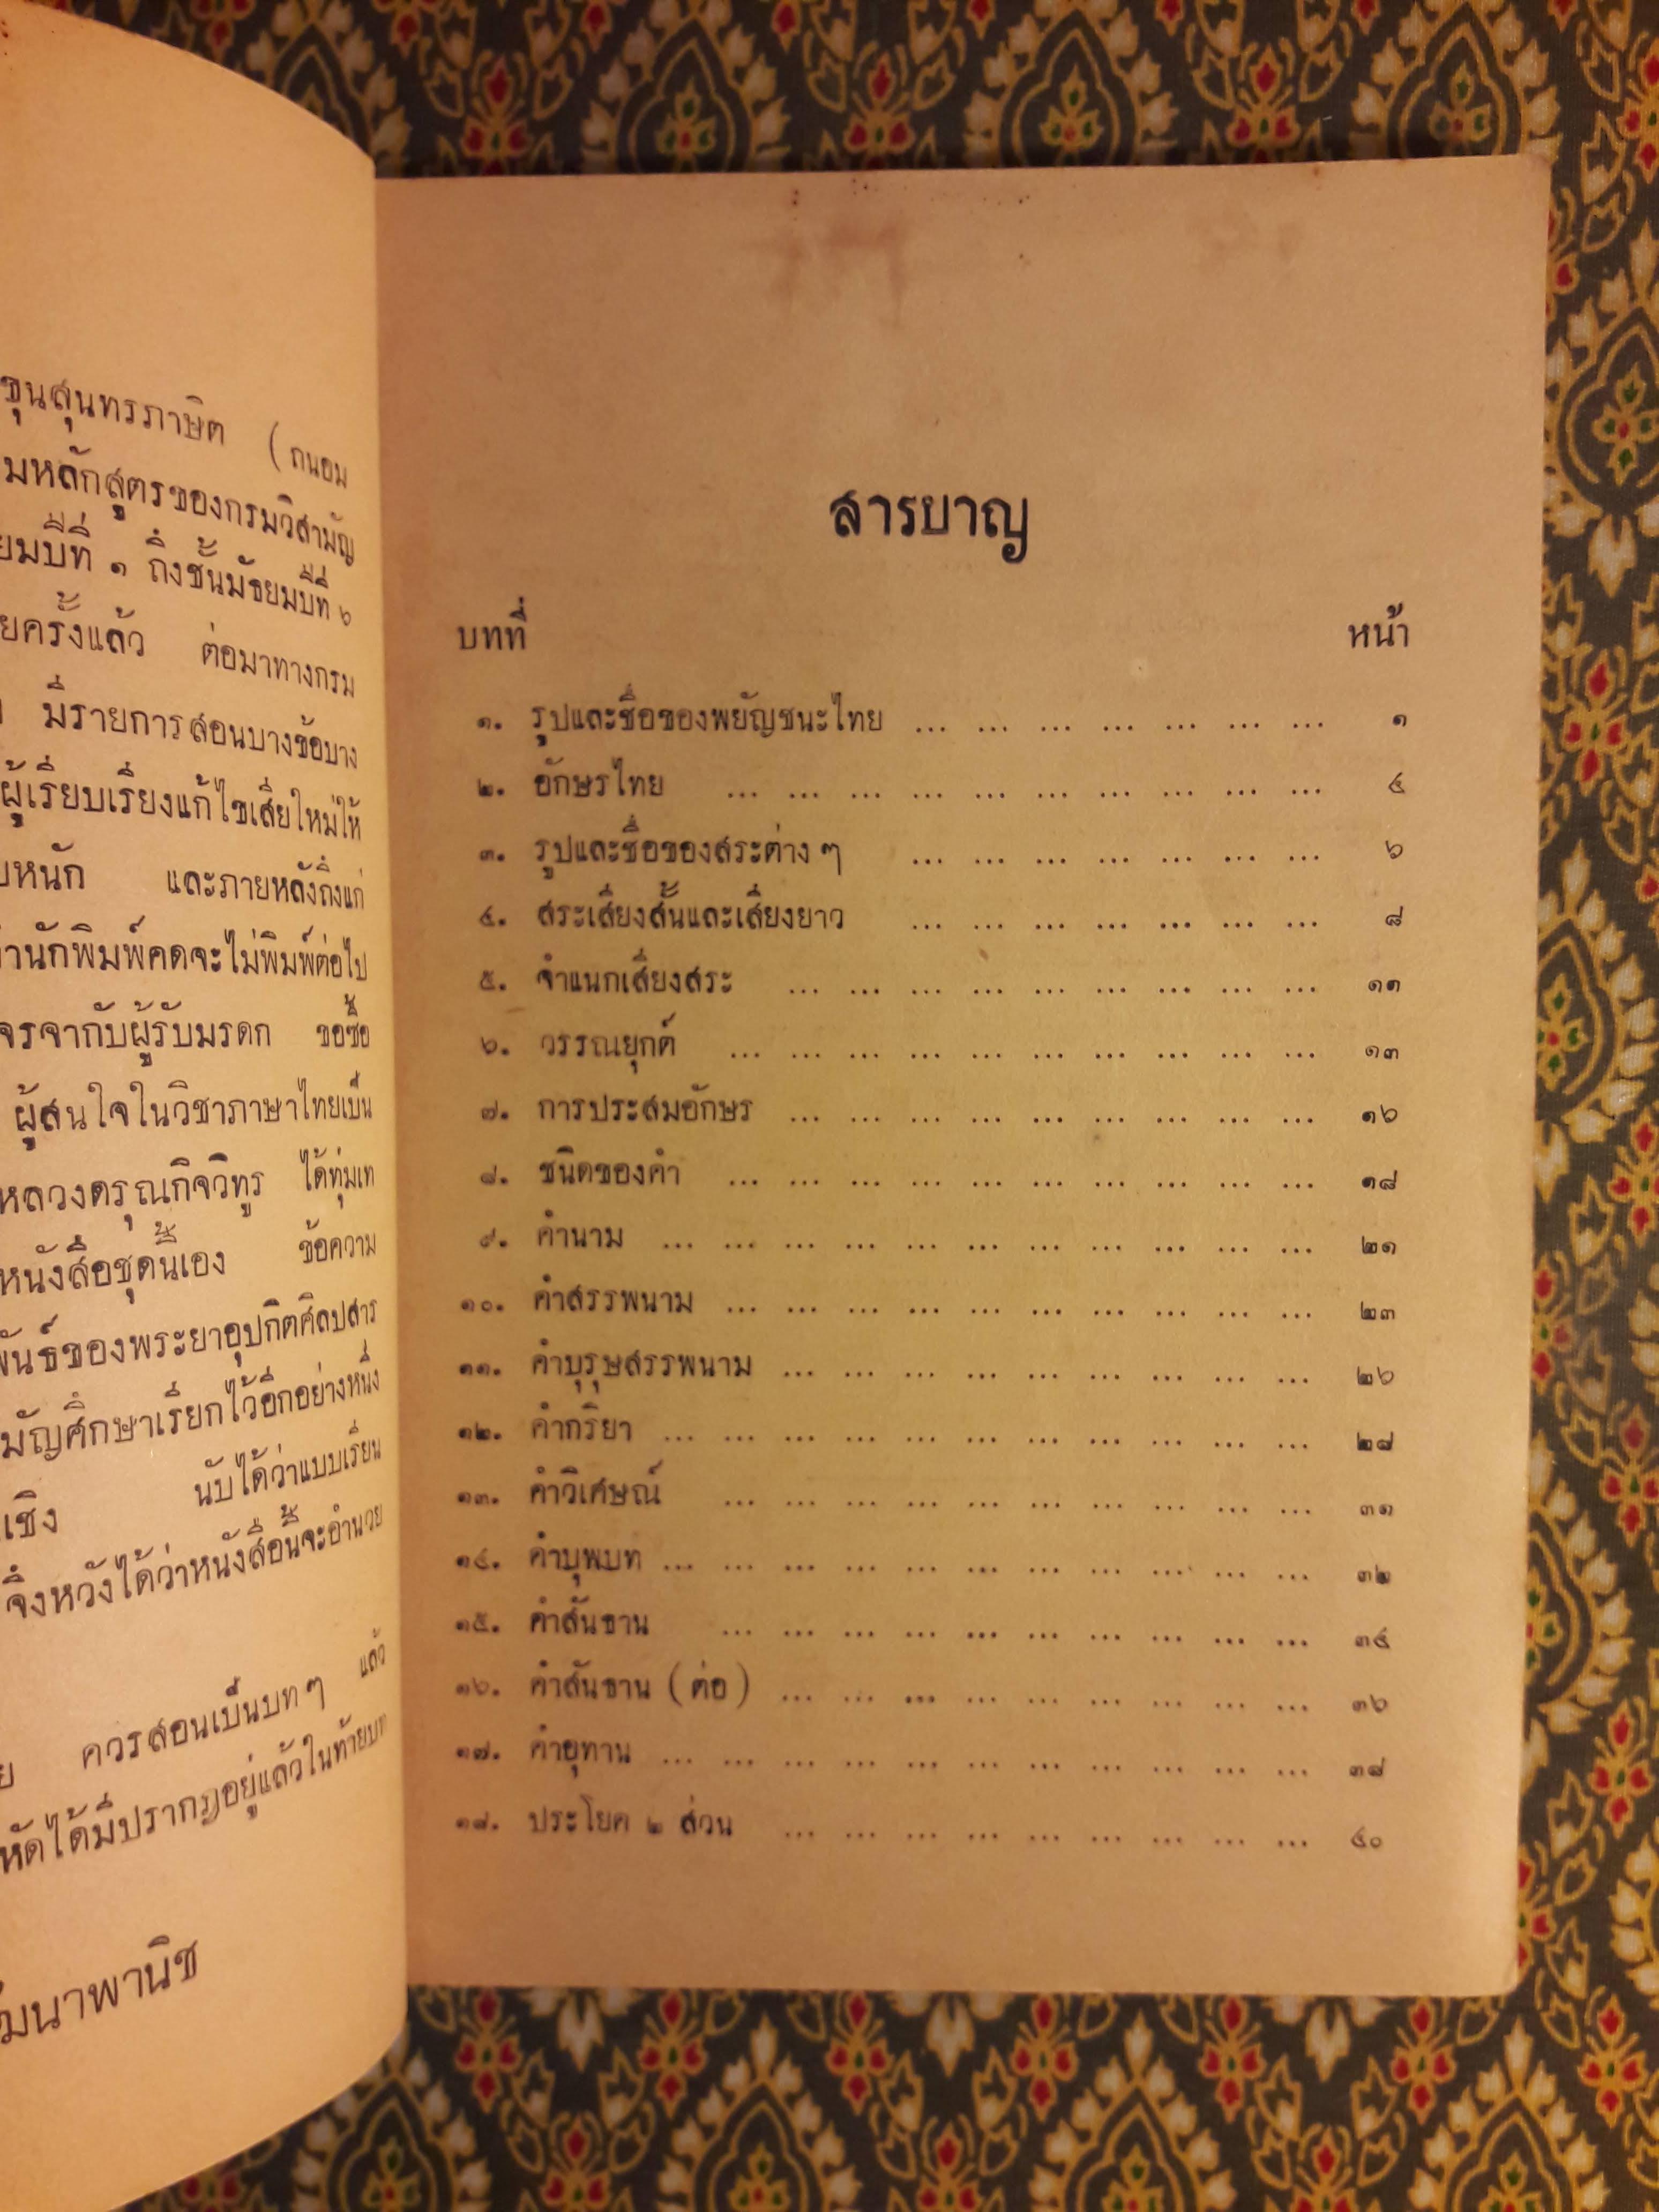 ขุนสุนทรภาษิต (ถนอม
มหลักสูตรของกรมวิสามัญ
ยมปีที่ ๑ ถึงชั้นมัธยมปีที่ ๖
ยครั้งแล้ว ต่อมาทางกรม
มีรายการสอนบางข้อบาง
ผู้เรียบเรียงแก้ไขเสียใหม่ให้
บหนัก และภายหลังถึงแก่
านักพิมพ์คิดจะไม่พิมพ์ต่อไป
จรจากับผู้รับมรดก ขอซื้อ
ผู้สนใจในวิชาภาษาไทยเป็น
หลวงดรุณกิจวิทูร ได้ทุ่มเท
หนังสือชุดนี้เอง ข้อความ
พันธ์ของพระยาอุปกิตศิลปสาร
มัญศึกษาเรียกไว้อีกอย่างหนึ่ง
เชิง นับได้ว่าแบบเรียน
จึงหวังได้ว่าหนังสือนี้จะอำนวย
ย ควรสอนเป็นบท ๆ แล้ว
หัดได้มีปรากฏอยู่แล้วในท้ายบท
ัฒนาพานิช
สารบาญ
บทที่ หน้า
๑. รูปและชื่อของพยัญชนะไทย ... ... ... ... ... ... ... ๑
๒. อักษรไทย ... ... ... ... ... ... ... ... ... ... ๔
๓. รูปและชื่อของสระต่าง ๆ ... ... ... ... ... ... ... ๖
๔. สระเสียงสั้นและเสียงยาว ... ... ... ... ... ... ... ๘
๕. จำแนกเสียงสระ ... ... ... ... ... ... ... ... ... ๑๑
๖. วรรณยุกต์ ... ... ... ... ... ... ... ... ... ... ๑๓
๗. การประสมอักษร ... ... ... ... ... ... ... ... ... ๑๖
๘. ชนิดของคำ ... ... ... ... ... ... ... ... ... ... ๑๘
๙. คำนาม ... ... ... ... ... ... ... ... ... ... ... ๒๑
๑๐. คำสรรพนาม ... ... ... ... ... ... ... ... ... ... ๒๓
๑๑. คำบุรุษสรรพนาม ... ... ... ... ... ... ... ... ... ๒๖
๑๒. คำกริยา ... ... ... ... ... ... ... ... ... ... ... ๒๘
๑๓. คำวิเศษณ์ ... ... ... ... ... ... ... ... ... ... ๓๑
๑๔. คำบุพบท ... ... ... ... ... ... ... ... ... ... ... ๓๒
๑๕. คำสันธาน ... ... ... ... ... ... ... ... ... ... ๓๔
๑๖. คำสันธาน (ต่อ) ... ... ... ... ... ... ... ... ... ๓๖
๑๗. คำอุทาน ... ... ... ... ... ... ... ... ... ... ... ๓๘
๑๘. ประโยค ๒ ส่วน ... ... ... ... ... ... ... ... ... ๔๐